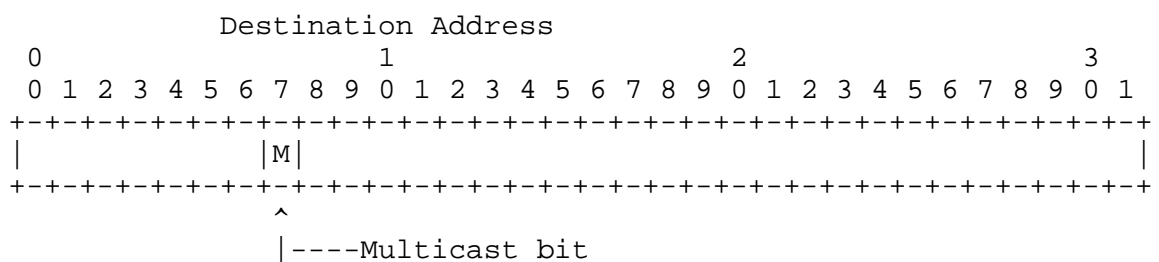 Destination Address
 0                   1                   2                   3
 0 1 2 3 4 5 6 7 8 9 0 1 2 3 4 5 6 7 8 9 0 1 2 3 4 5 6 7 8 9 0 1
+-+-+-+-+-+-+-+-+-+-+-+-+-+-+-+-+-+-+-+-+-+-+-+-+-+-+-+-+-+-+-+-+
|             |M|                                               |
+-+-+-+-+-+-+-+-+-+-+-+-+-+-+-+-+-+-+-+-+-+-+-+-+-+-+-+-+-+-+-+-+
               ^
               |----Multicast bit